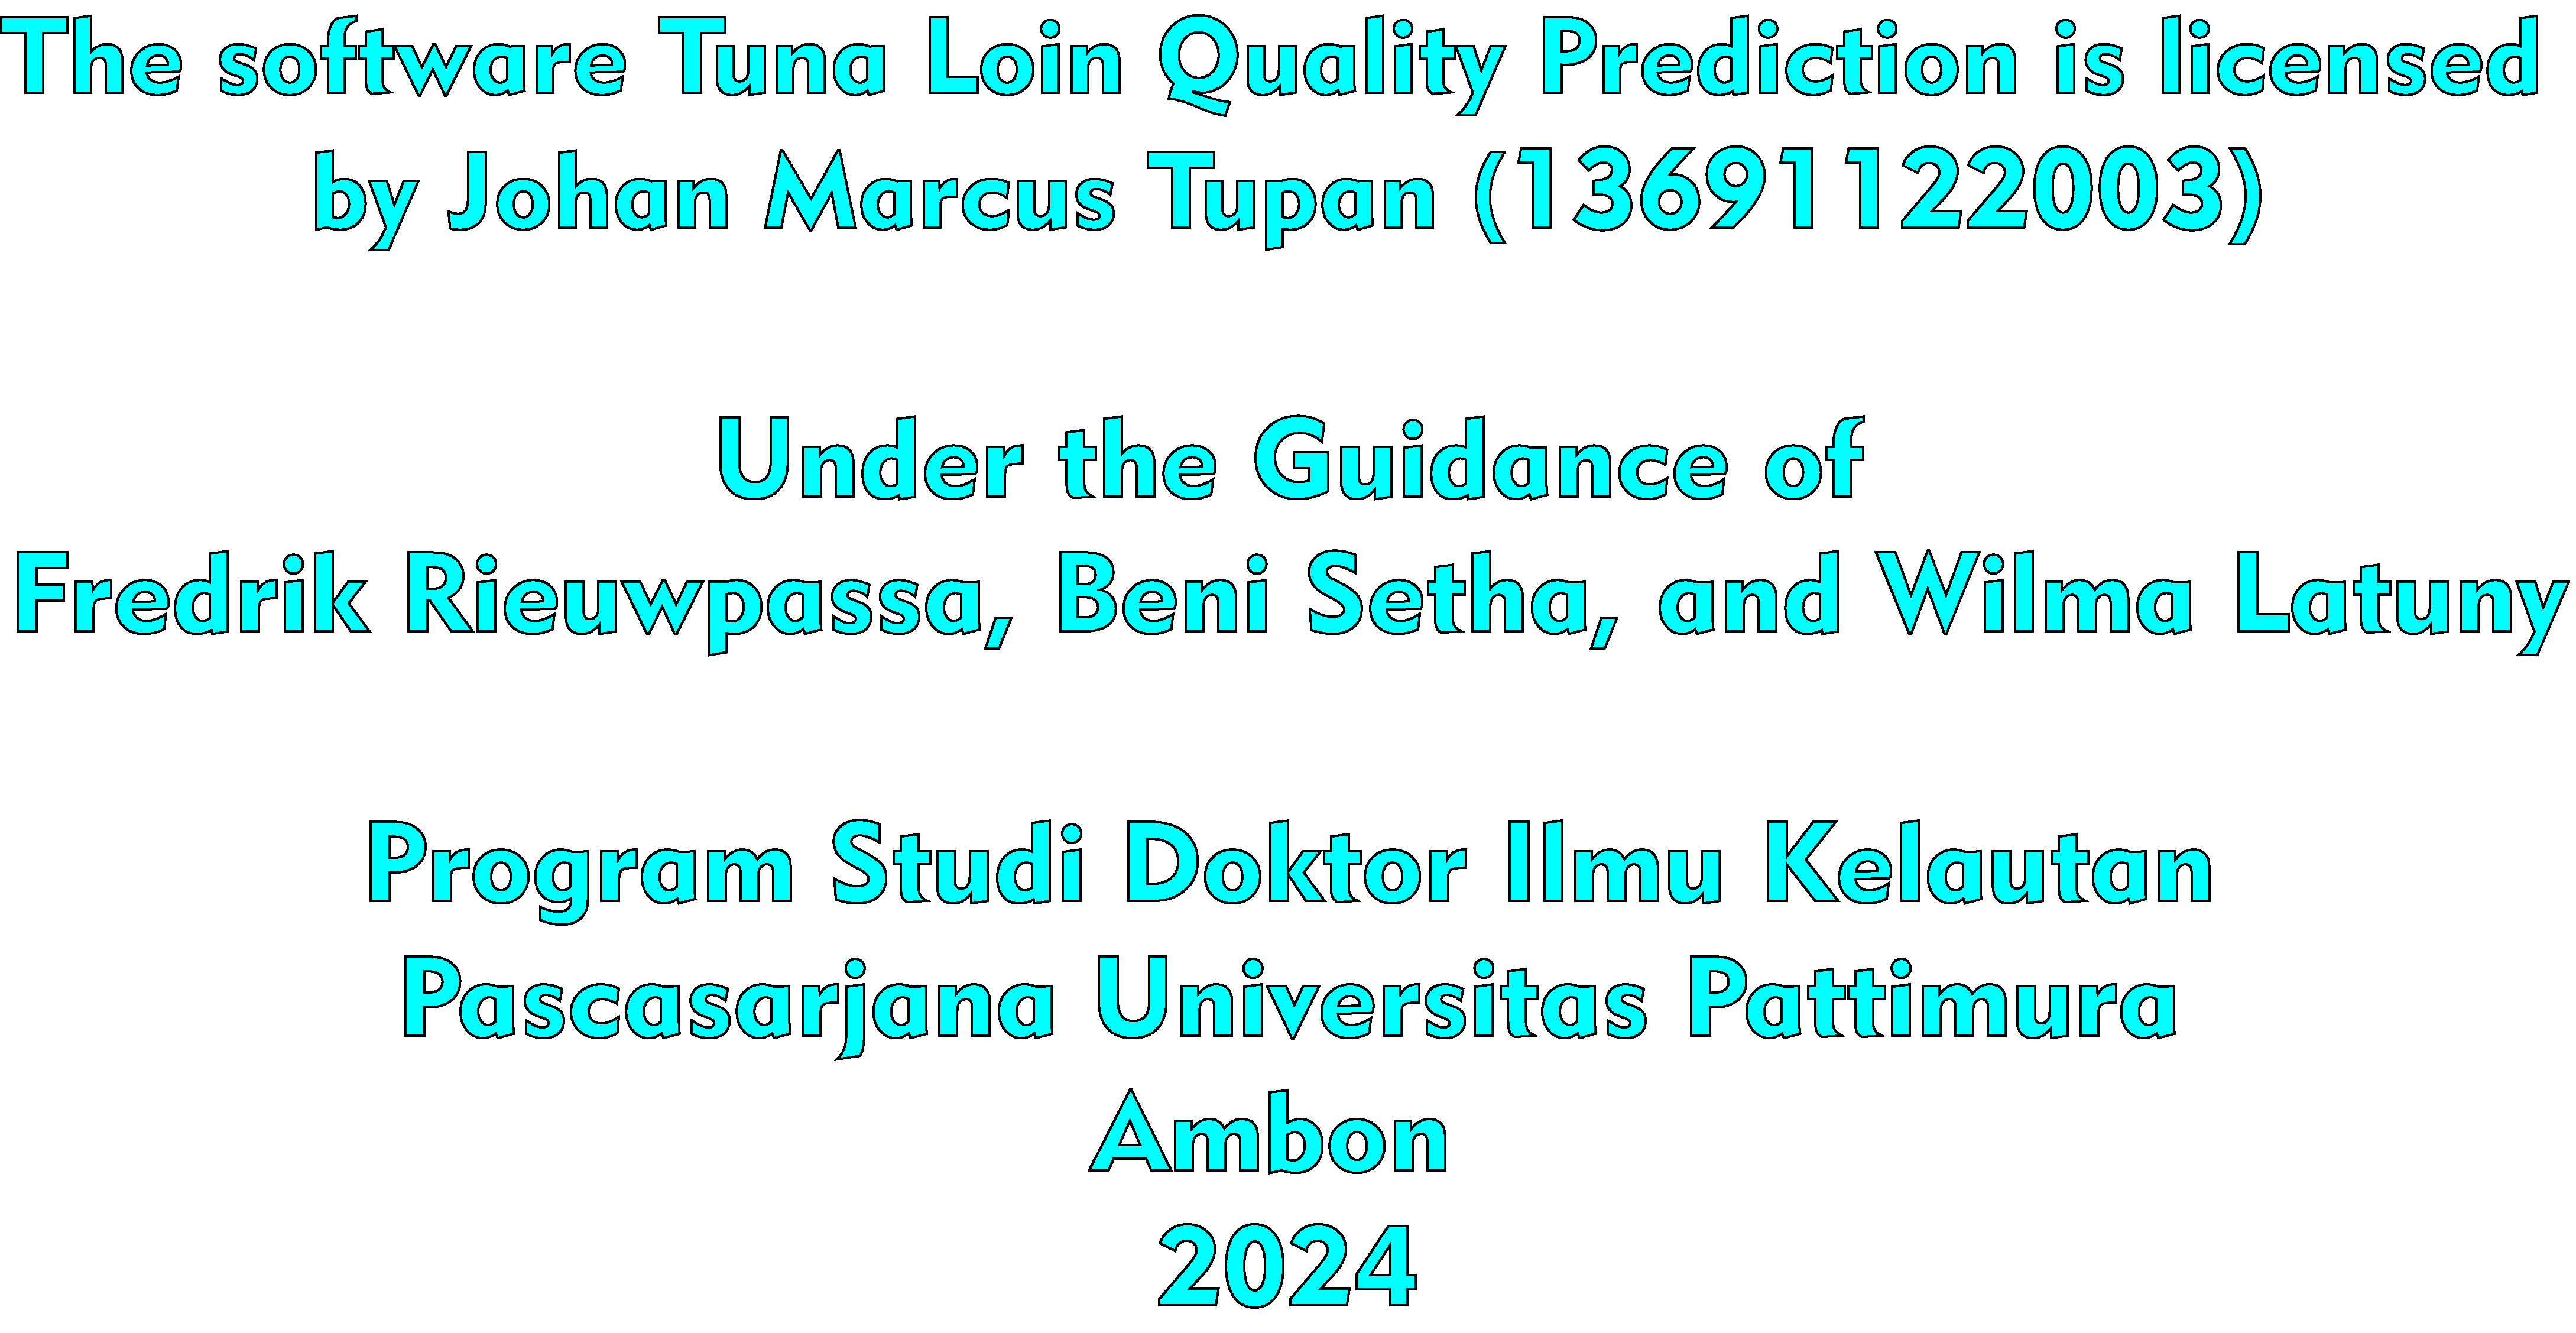 The software Tuna Loin Quality Prediction is licensed
by Johan Marcus Tupan (13691122003)
Under the Guidance of
Fredrik Rieuwpassa, Beni Setha, and Wilma Latuny
Program Studi Doktor Ilmu Kelautan
Pascasarjana Universitas Pattimura
Ambon
2024